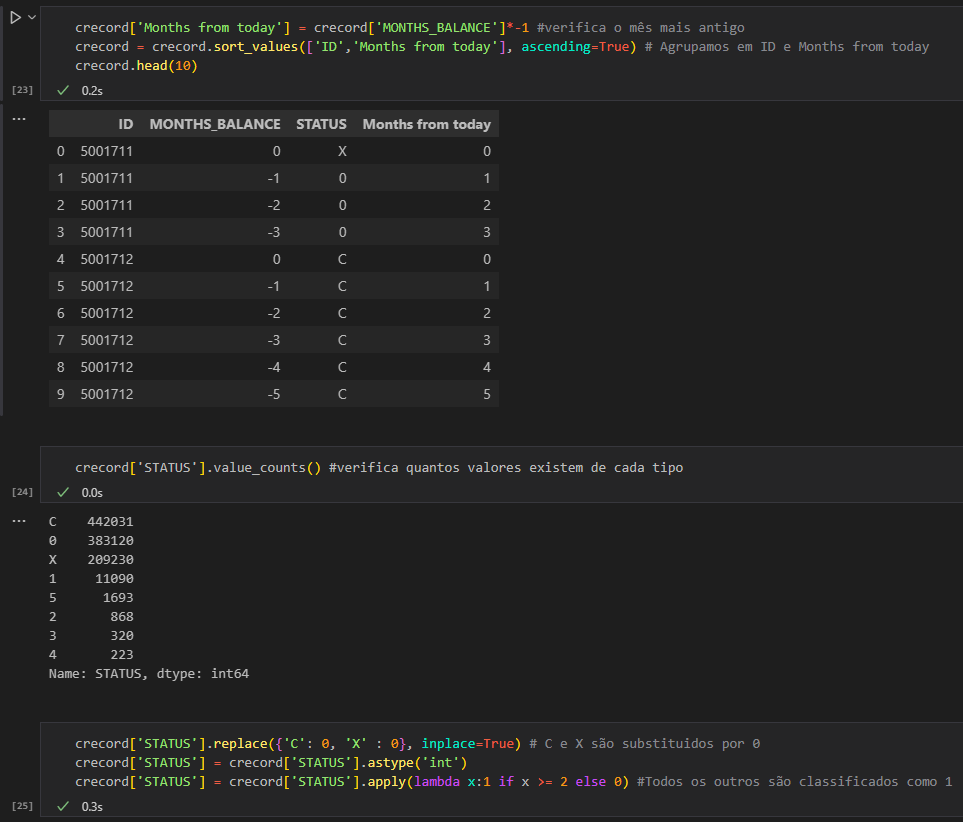 crecord['Months from today'] = crecord['MONTHS_BALANCE']*-1 #verifica o mês mais antigo
crecord = crecord.sort_values(['ID','Months from today'], ascending=True) # Agrupamos em ID e Months from today
crecord.head(10)
[23] 0.2s
... ID MONTHS_BALANCE STATUS Months from today
0 5001711 0 X 0
1 5001711 -1 0 1
2 5001711 -2 0 2
3 5001711 -3 0 3
4 5001712 0 C 0
5 5001712 -1 C 1
6 5001712 -2 C 2
7 5001712 -3 C 3
8 5001712 -4 C 4
9 5001712 -5 C 5
crecord['STATUS'].value_counts() #verifica quantos valores existem de cada tipo
[24] 0.0s
... C 442031
0 383120
X 209230
1 11090
5 1693
2 868
3 320
4 223
Name: STATUS, dtype: int64
crecord['STATUS'].replace({'C': 0, 'X' : 0}, inplace=True) # C e X são substituidos por 0
crecord['STATUS'] = crecord['STATUS'].astype('int')
crecord['STATUS'] = crecord['STATUS'].apply(lambda x:1 if x >= 2 else 0) #Todos os outros são classificados como 1
[25] 0.3s